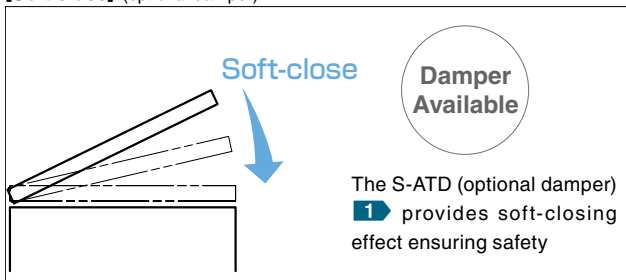 Soft-close
Damper
Available
The S-ATD (optional damper)
1 provides soft-closing
effect ensuring safety